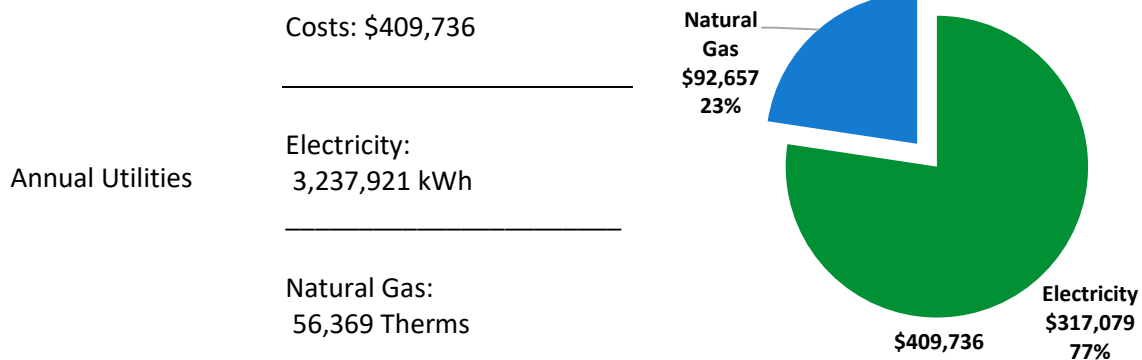 Annual Utilities
Costs: $409,736
Electricity:
3,237,921 kWh
Natural Gas:
56,369 Therms
Natural
Gas
$92,657
23%
Electricity
$317,079
77%
$409,736